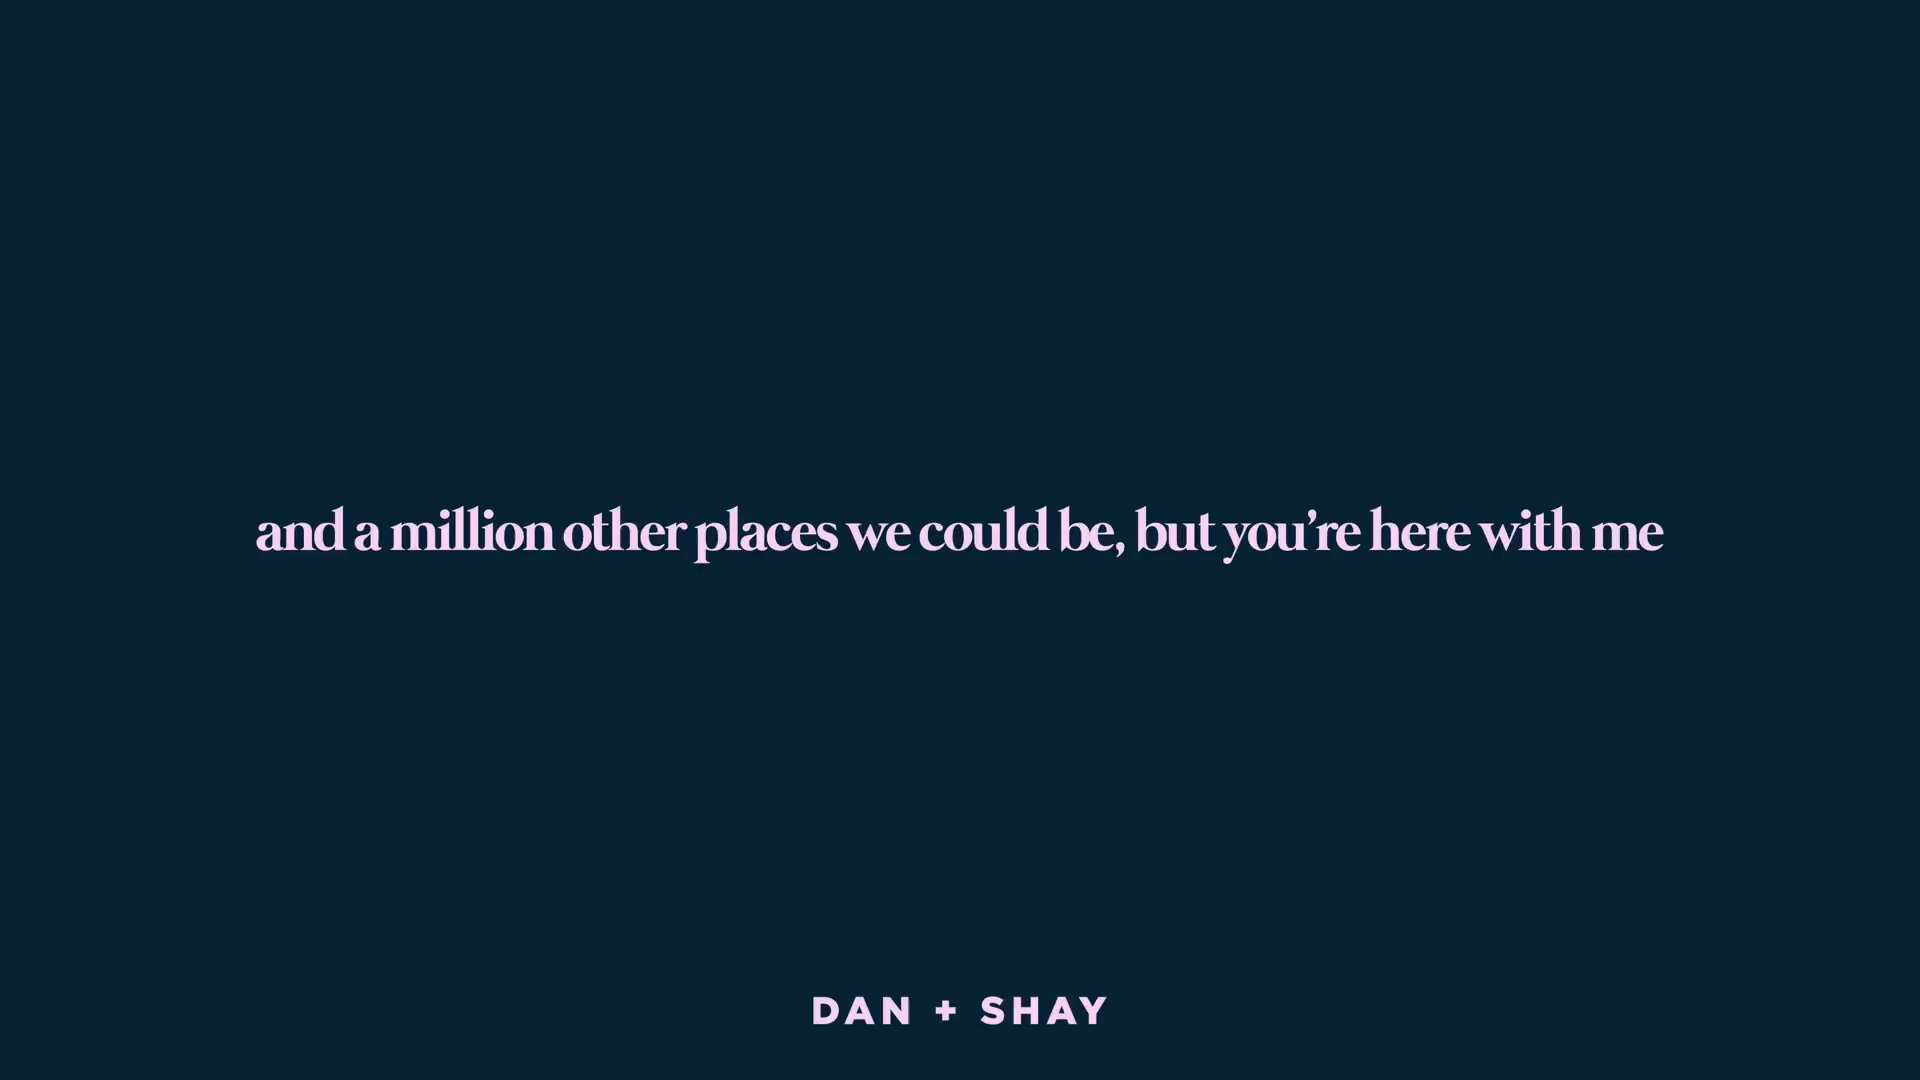 and a million other places we could be, but you’re here with me
DAN + SHAY